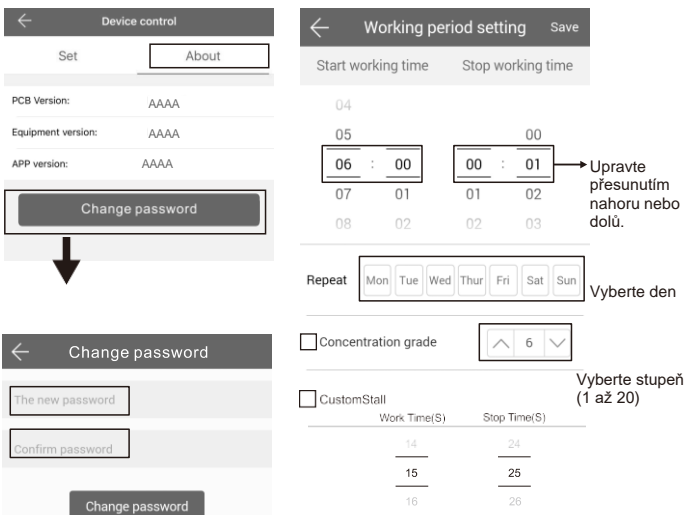 Device control
Set About
PCB Version: AAAA
Equipment version: AAAA
APP version: AAAA
Change password
Change password
The new password
Confirm password
Change password
Working period setting Save
Start working time Stop working time
04
05 00
06 : 00 00 : 01
07 01 01 02
08 02 02 03
Upravte
přesunutím
nahoru nebo
dolů.
Repeat Mon Tue Wed Thur Fri Sat Sun
Vyberte den
Concentration grade 6
Vyberte stupeň
(1 až 20)
CustomStall
Work Time(S) Stop Time(S)
14 24
15 25
16 26